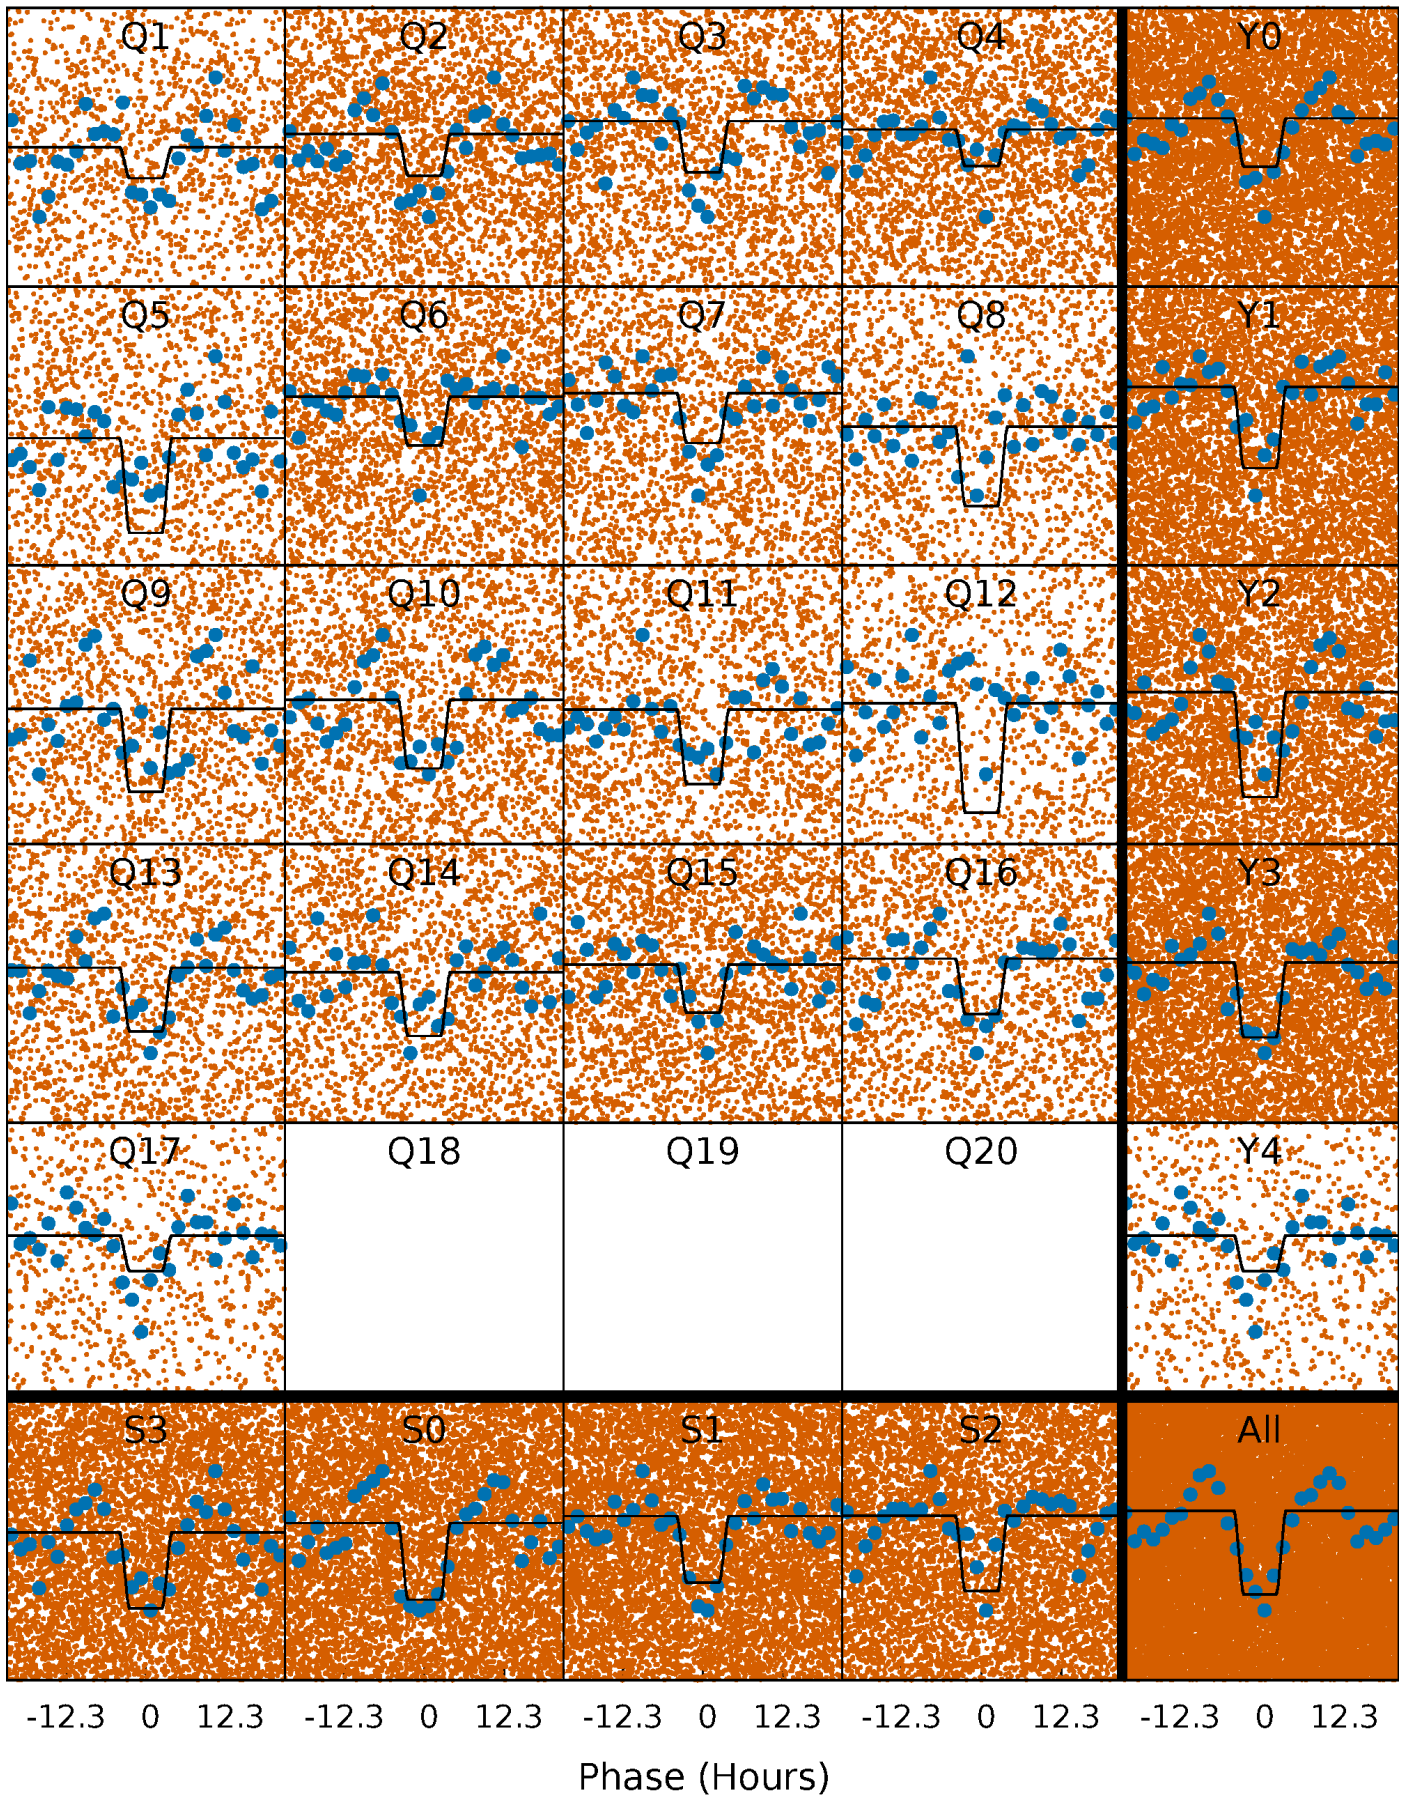 Q1 Q2 Q3 Q4 Y0
Q5 Q6 Q7 Q8 Y1
Q9 Q10 Q11 Q12 Y2
Q13 Q14 Q15 Q16 Y3
Q17 Q18 Q19 Q20 Y4
S3 S0 S1 S2 All
-12.3 0 12.3 -12.3 0 12.3 -12.3 0 12.3 -12.3 0 12.3 -12.3 0 12.3
Phase (Hours)